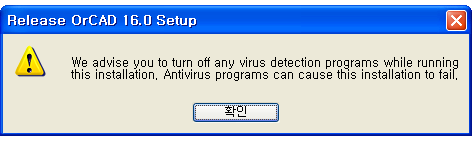 Release OrCAD 16.0 Setup
We advise you to turn off any virus detection programs while running
this installation. Antivirus programs can cause this installation to fail.
확인